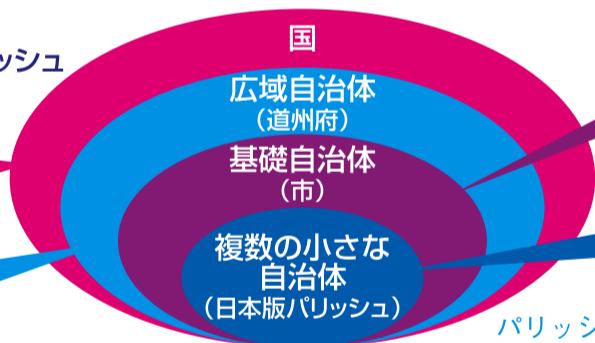 国
ッシュ
広域自治体
（道州府）
基礎自治体
（市）
複数の小さな
自治体
（日本版パリッシュ）
パリッシ